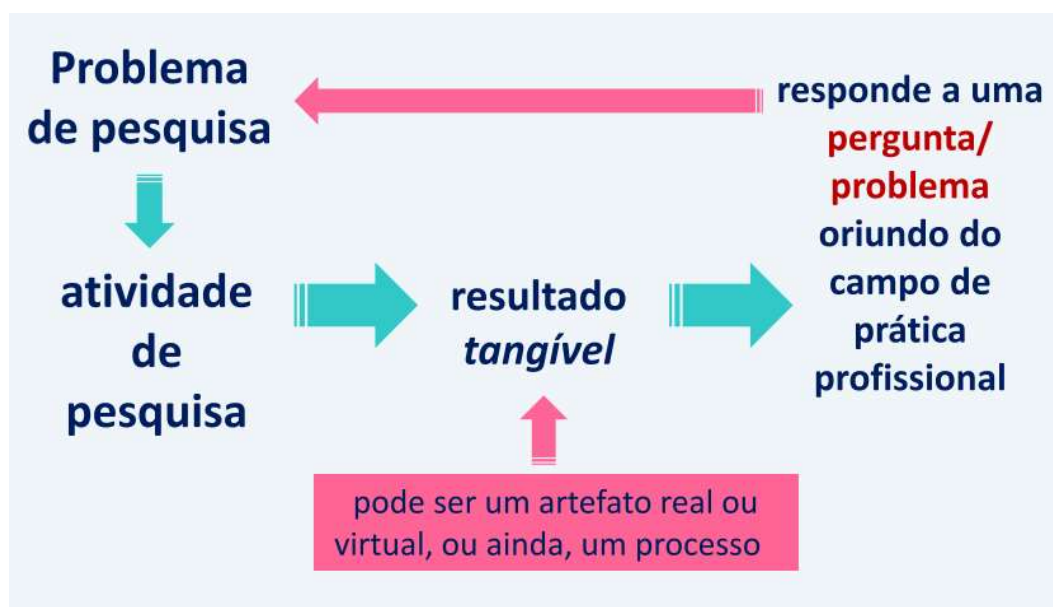 Problema
de pesquisa
atividade
de
pesquisa
resultado
tangível
pode ser um artefato real ou
virtual, ou ainda, um processo
responde a uma
pergunta/
problema
oriundo do
campo de
prática
profissional